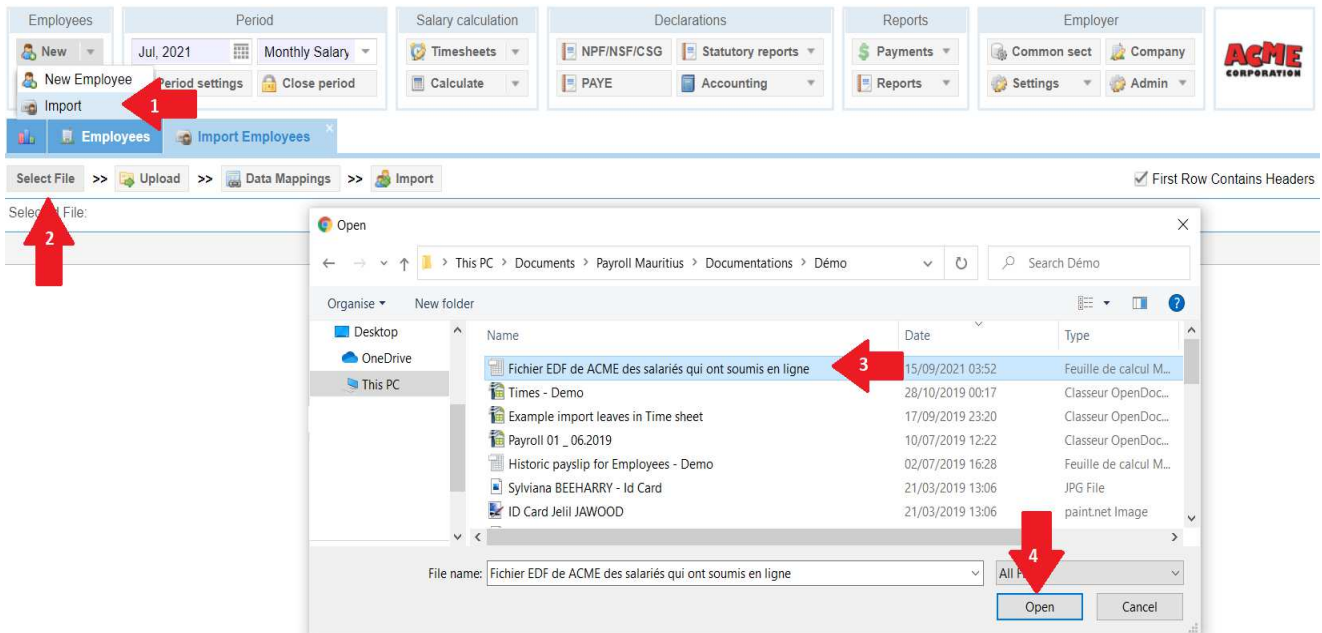 Employees Period Salary calculation Declarations Reports Employer
New Jul, 2021 Monthly Salary Timesheets NPF/NSF/CSG Statutory reports Payments Common sect Company
ACME CORPORATION
New Employee Period settings Close period Calculate PAYE Accounting Reports Settings Admin
Import 1
Employees Import Employees
Select File >> Upload >> Data Mappings >> Import First Row Contains Headers
File:
2
Open
This PC > Documents > Payroll Mauritius > Documentations > Démo Search Démo
Organise New folder
Desktop
OneDrive
This PC
Name Date Type
Fichier EDF de ACME des salariés qui ont soumis en ligne 3 15/09/2021 03:52 Feuille de calcul M...
Times - Demo 28/10/2019 00:17 Classeur OpenDoc...
Example import leaves in Time sheet 17/09/2019 23:20 Classeur OpenDoc...
Payroll 01 _ 06.2019 10/07/2019 12:22 Classeur OpenDoc...
Historic payslip for Employees - Demo 02/07/2019 16:28 Feuille de calcul M...
Sylviana BEEHARRY - Id Card 21/03/2019 13:06 JPG File
ID Card Jelil JAWOOD 21/03/2019 13:06 paint.net Image
4
File name: Fichier EDF de ACME des salariés qui ont soumis en ligne All
Open Cancel